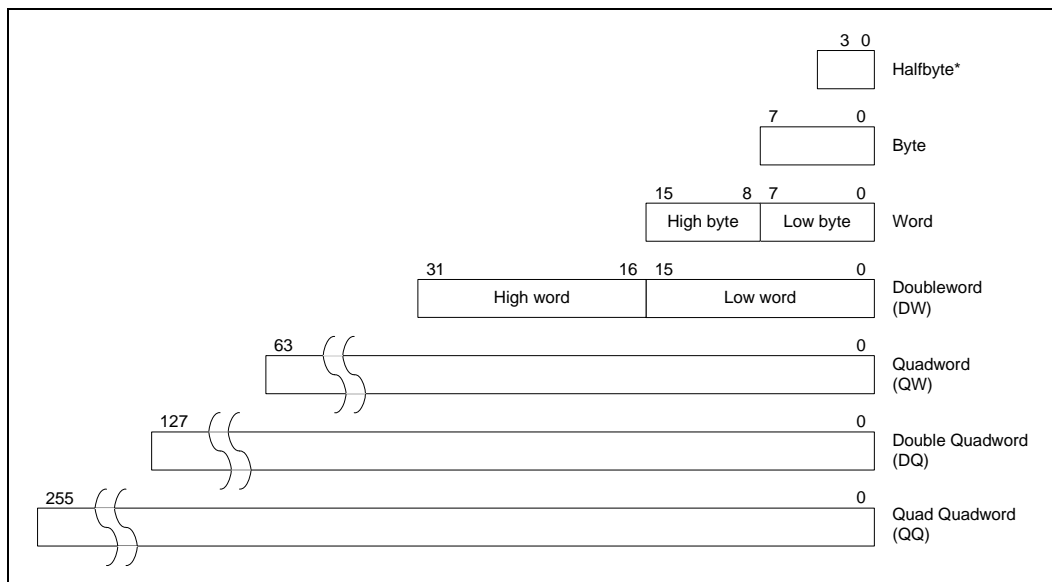 3 0
Halfbyte*
7 0
Byte
15 8 7 0
High byte Low byte Word
31 16 15 0
High word Low word Doubleword
(DW)
63 0
Quadword
(QW)
127 0
Double Quadword
(DQ)
255 0
Quad Quadword
(QQ)